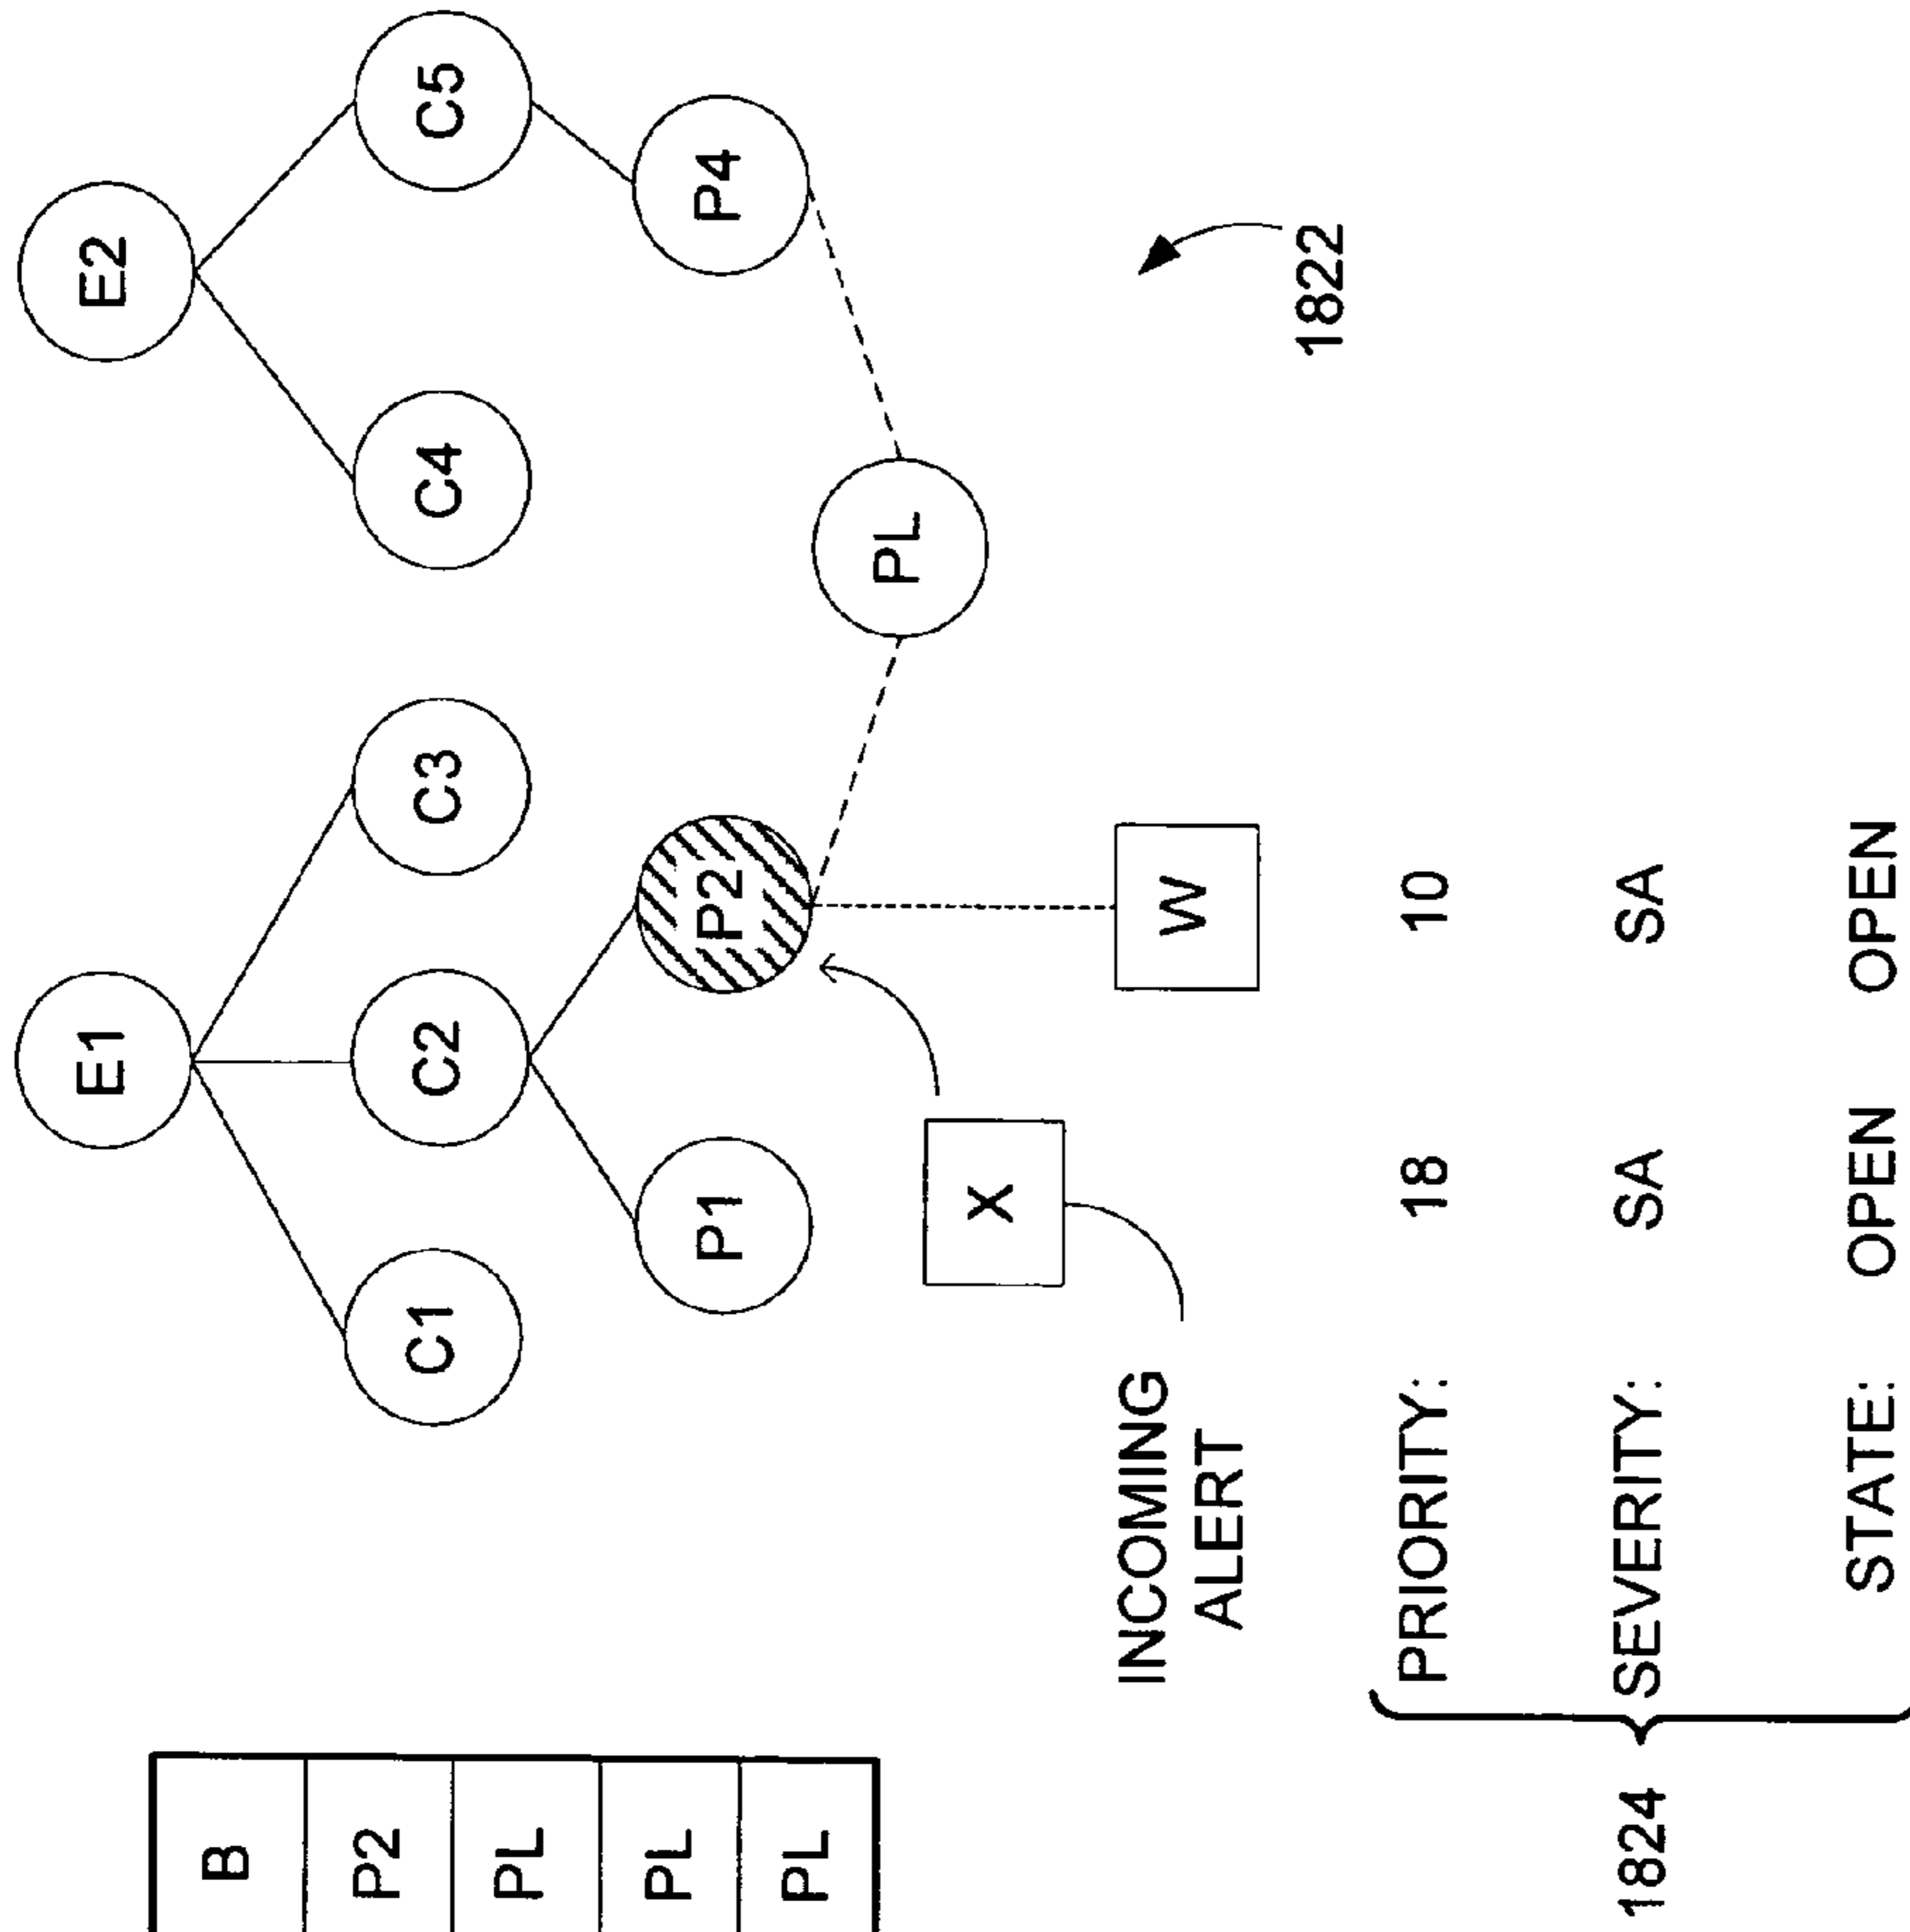 B
P2
PL
PL
PL
E1
E2
C1
C2
C3
C4
C5
P1
P2
P4
PL
X
W
INCOMING
ALERT
1822
PRIORITY: 18 10
1824 SEVERITY: SA SA
STATE: OPEN OPEN